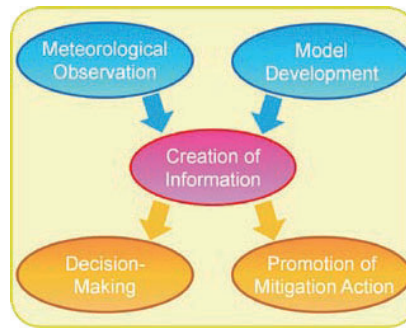 Meteorological
Observation
Model
Development
Creation of
Information
Decision-
Making
Promotion of
Mitigation Action